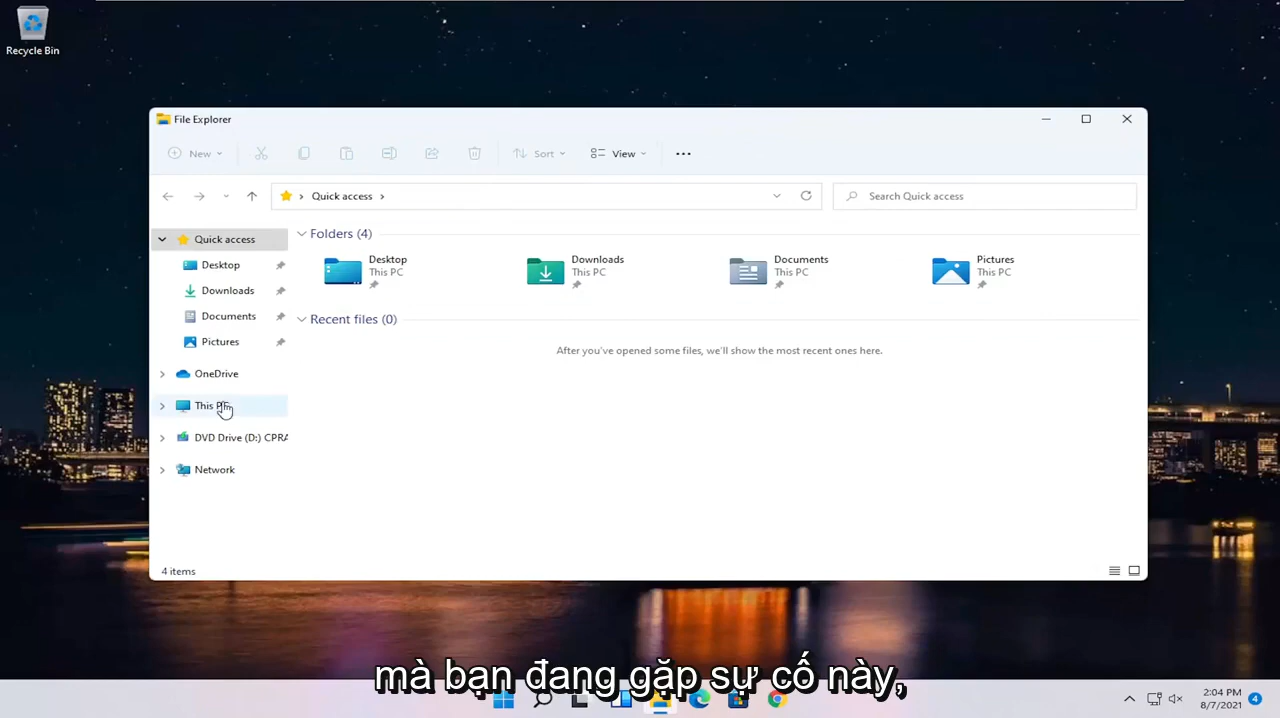 Recycle Bin
File Explorer
New
Sort
View
Quick access
Search Quick access
Quick access
Desktop
Downloads
Documents
Pictures
OneDrive
This PC
DVD Drive (D:) CPRA
Network
Folders (4)
Desktop
This PC
Downloads
This PC
Documents
This PC
Pictures
This PC
Recent files (0)
After you've opened some files, we'll show the most recent ones here.
4 items
mà bạn đang gặp sự cố này,
2:04 PM
8/7/2021
4